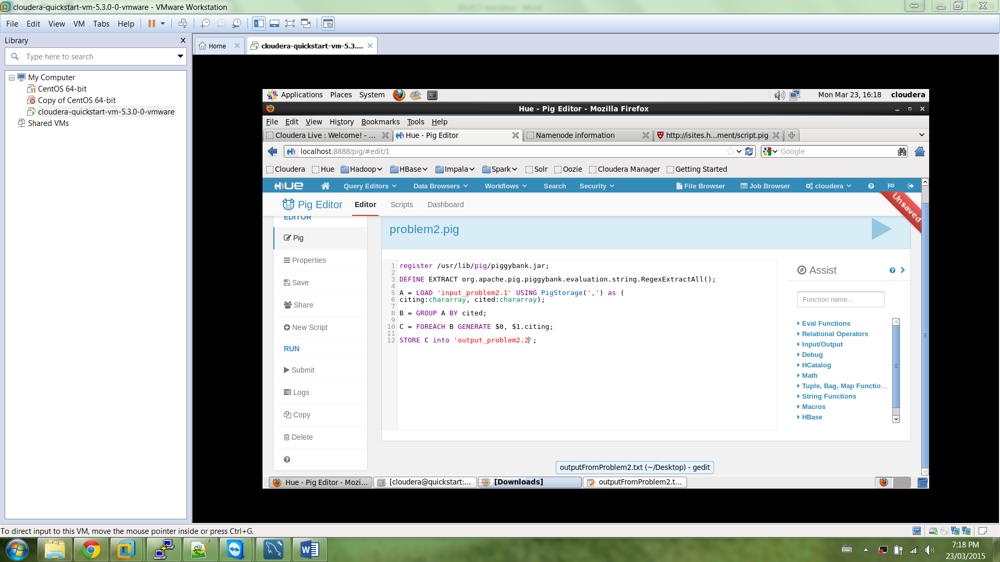 cloudera-quickstart-vm-5.3.0-0-vmware - VMware Workstation
File Edit View VM Tabs Help
Library
Type here to search
My Computer
CentOS 64-bit
Copy of CentOS 64-bit
cloudera-quickstart-vm-5.3.0-0-vmware
Shared VMs
Home
cloudera-quickstart-vm-5.3....
Applications Places System
Mon Mar 23, 16:18 cloudera
Hue - Pig Editor - Mozilla Firefox
File Edit View History Bookmarks Tools Help
Cloudera Live : Welcome! - ...
Hue - Pig Editor
Namenode information
http://isites.h...ment/script.pig
localhost:8888/pig/#edit/1
Google
Cloudera Hue Hadoop HBase Impala Spark Solr Oozie Cloudera Manager Getting Started
HUE Query Editors Data Browsers Workflows Search Security File Browser Job Browser cloudera
Pig Editor Editor Scripts Dashboard
Unsaved
EDITOR
Pig
Properties
Save
Share
New Script
RUN
Submit
Logs
Copy
Delete
problem2.pig
1 register /usr/lib/pig/piggybank.jar;
2
3 DEFINE EXTRACT org.apache.pig.piggybank.evaluation.string.RegexExtractAll();
4
5 A = LOAD 'input_problem2.1' USING PigStorage(',') as (
6 citing:chararray, cited:chararray);
7
8 B = GROUP A BY cited;
9
10 C = FOREACH B GENERATE $0, $1.citing;
11
12 STORE C into 'output_problem2.2';
Assist
Function name...
Eval Functions
Relational Operators
Input/Output
Debug
HCatalog
Math
Tuple, Bag, Map Functio...
String Functions
Macros
HBase
outputFromProblem2.txt (~/Desktop) - gedit
Hue - Pig Editor - Mozi...
[cloudera@quickstart:...
[Downloads]
outputFromProblem2.t...
To direct input to this VM, move the mouse pointer inside or press Ctrl+G.
7:18 PM
23/03/2015